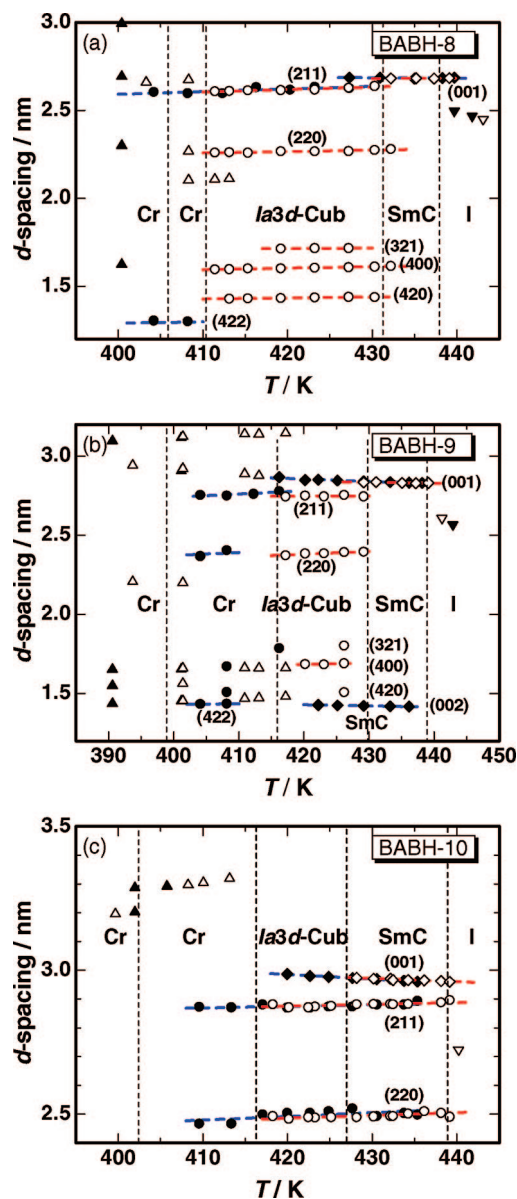 (a)
BABH-8
3.0
(211)
(001)
2.5
(220)
d-spacing / nm
2.0
Cr Cr Ia3d-Cub SmC I
(321)
(400)
1.5
(420)
(422)
400 410 420 430 440
T / K
(b)
BABH-9
3.0
(001)
(211)
2.5
(220)
d-spacing / nm
2.0
Cr Cr Ia3d-Cub SmC I
(321)
(400)
1.5
(420)
(422)
(002)
SmC
390 400 410 420 430 440 450
T / K
(c)
BABH-10
3.5
Cr Cr Ia3d-Cub SmC I
d-spacing / nm
(001)
3.0
(211)
(220)
2.5
400 410 420 430 440 450
T / K